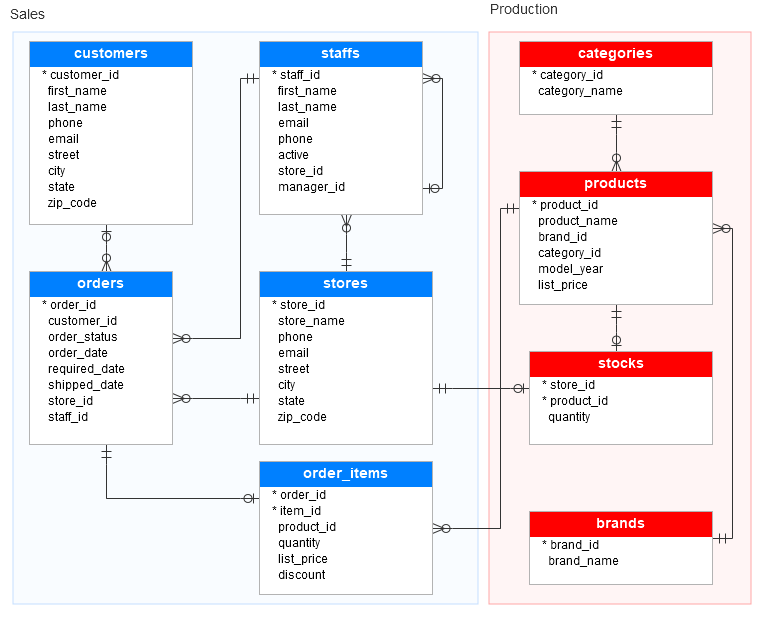 Sales
Production
customers
* customer_id
first_name
last_name
phone
email
street
city
state
zip_code
staffs
* staff_id
first_name
last_name
email
phone
active
store_id
manager_id
categories
* category_id
category_name
products
* product_id
product_name
brand_id
category_id
model_year
list_price
orders
* order_id
customer_id
order_status
order_date
required_date
shipped_date
store_id
staff_id
stores
* store_id
store_name
phone
email
street
city
state
zip_code
stocks
* store_id
* product_id
quantity
order_items
* order_id
* item_id
product_id
quantity
list_price
discount
brands
* brand_id
brand_name